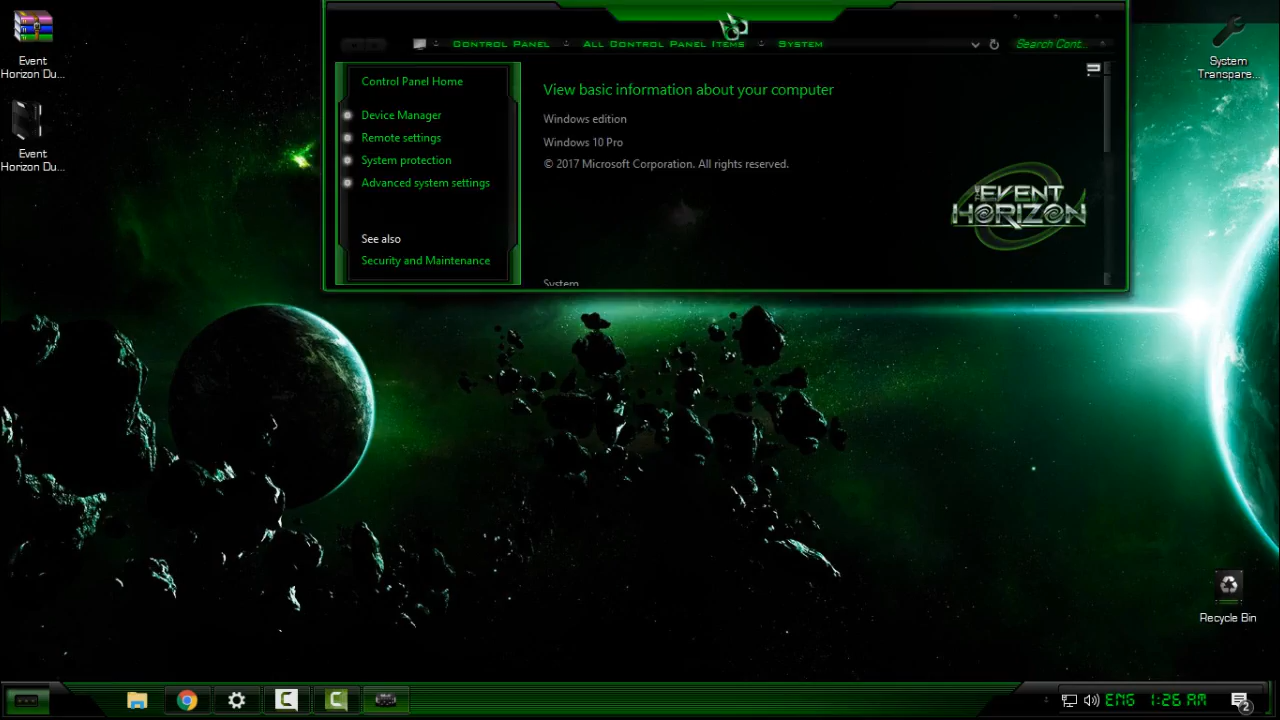 Event
Horizon Du...
Event
Horizon Du...
Control Panel
All Control Panel Items
System
Search Cont...
Control Panel Home
Device Manager
Remote settings
System protection
Advanced system settings
See also
Security and Maintenance
View basic information about your computer
Windows edition
Windows 10 Pro
© 2017 Microsoft Corporation. All rights reserved.
THE EVENT
HORIZON
System
System
Transpare...
Recycle Bin
ENG
1:26 AM
2